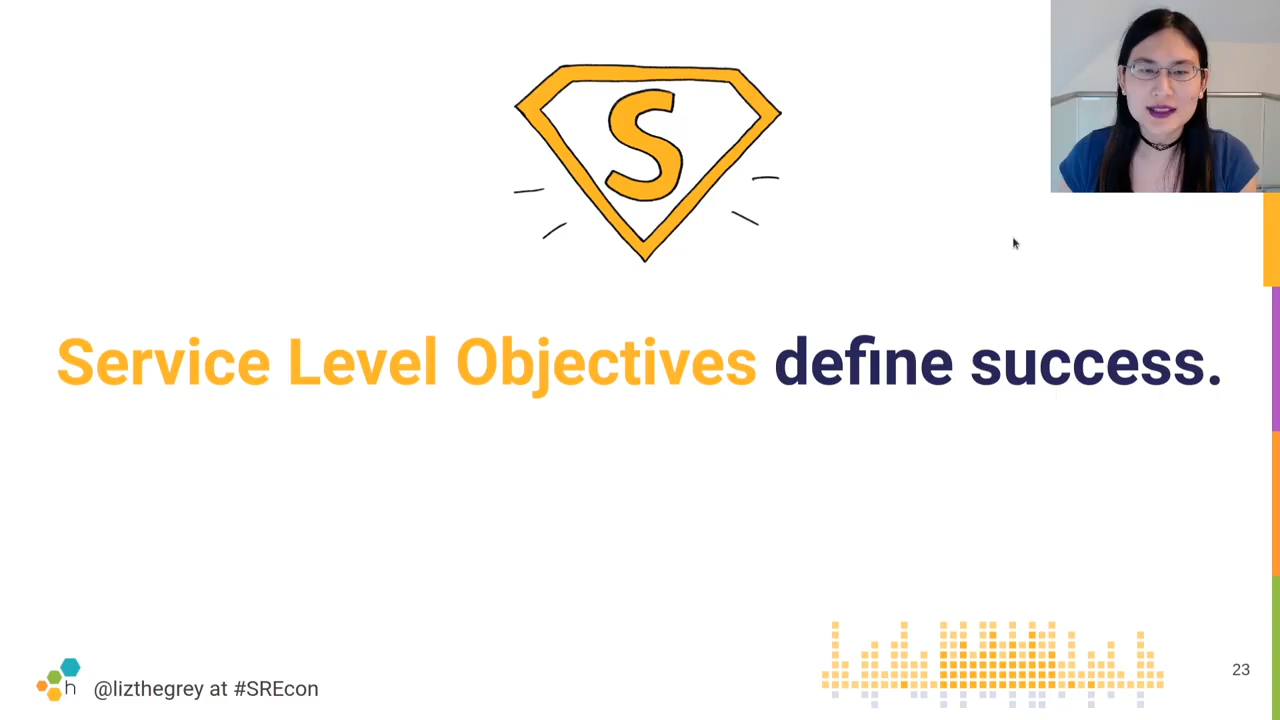 S
Service Level Objectives define success.
h
@lizthegrey at #SREcon
23